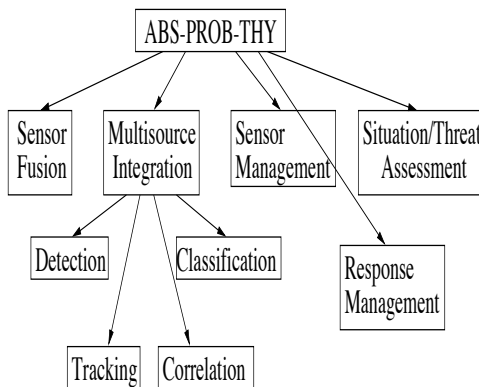 ABS-PROB-THY
Sensor
Fusion
Multisource
Integration
Sensor
Management
Situation/Threat
Assessment
Detection
Classification
Response
Management
Tracking
Correlation